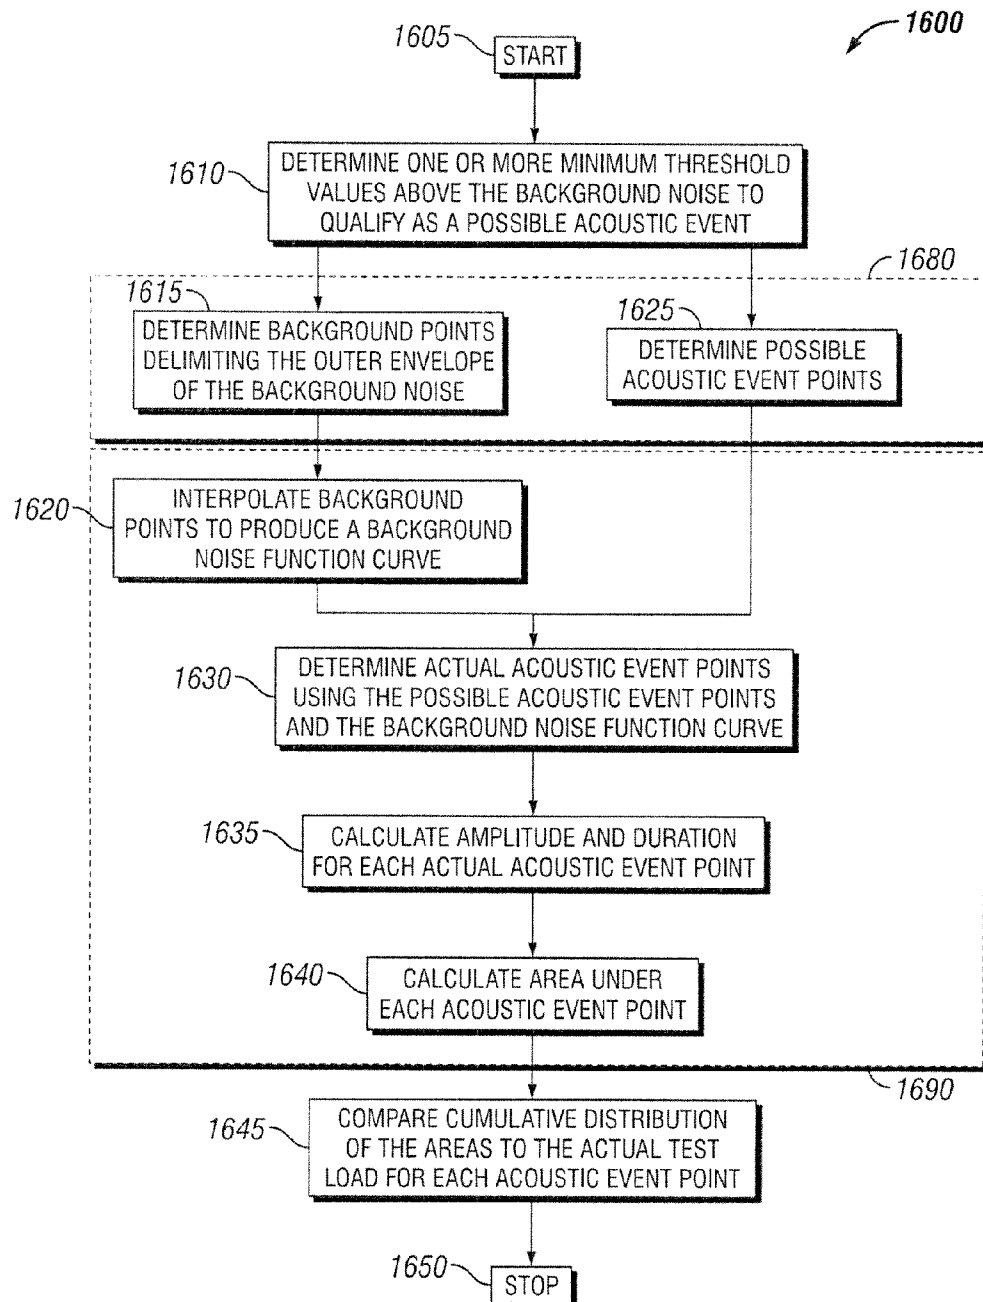 1600
1605
START
1610
DETERMINE ONE OR MORE MINIMUM THRESHOLD
VALUES ABOVE THE BACKGROUND NOISE TO
QUALIFY AS A POSSIBLE ACOUSTIC EVENT
1680
1615
DETERMINE BACKGROUND POINTS
DELIMITING THE OUTER ENVELOPE
OF THE BACKGROUND NOISE
1625
DETERMINE POSSIBLE
ACOUSTIC EVENT POINTS
1620
INTERPOLATE BACKGROUND
POINTS TO PRODUCE A BACKGROUND
NOISE FUNCTION CURVE
1630
DETERMINE ACTUAL ACOUSTIC EVENT POINTS
USING THE POSSIBLE ACOUSTIC EVENT POINTS
AND THE BACKGROUND NOISE FUNCTION CURVE
1635
CALCULATE AMPLITUDE AND DURATION
FOR EACH ACTUAL ACOUSTIC EVENT POINT
1640
CALCULATE AREA UNDER
EACH ACOUSTIC EVENT POINT
1690
1645
COMPARE CUMULATIVE DISTRIBUTION
OF THE AREAS TO THE ACTUAL TEST
LOAD FOR EACH ACOUSTIC EVENT POINT
1650
STOP